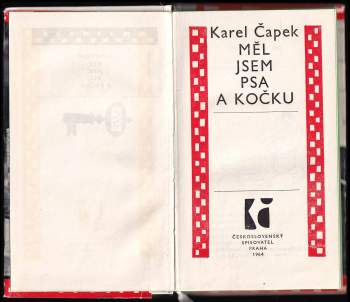 Karel Čapek
MĚL
JSEM
PSA
A KOČKU
ČESKOSLOVENSKÝ
SPISOVATEL
PRAHA
1964